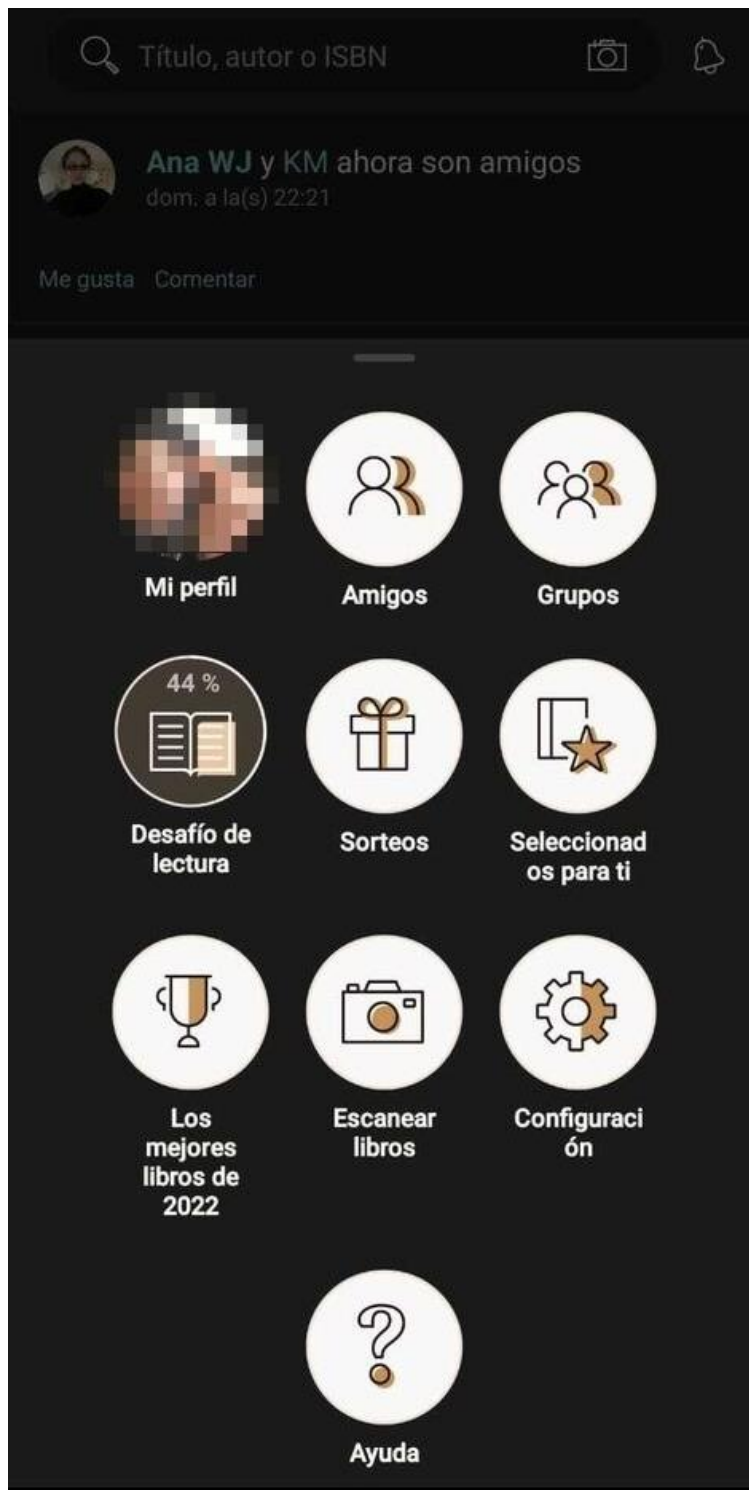 Título, autor o ISBN
Ana WJ y KM ahora son amigos
dom. a la(s) 22:21
Me gusta Comentar
Mi perfil
Amigos
Grupos
44 %
Desafío de
lectura
Sorteos
Seleccionad
os para ti
Los
mejores
libros de
2022
Escanear
libros
Configuraci
ón
Ayuda